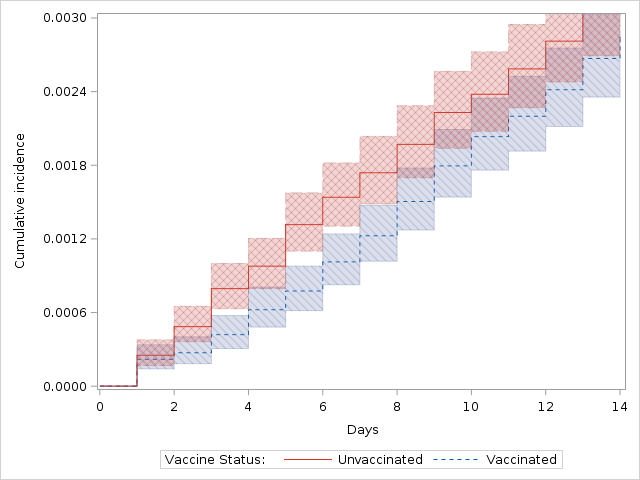 0.0030
0.0024
0.0018
0.0012
0.0006
0.0000
Cumulative incidence
0 2 4 6 8 10 12 14
Days
Vaccine Status: Unvaccinated Vaccinated